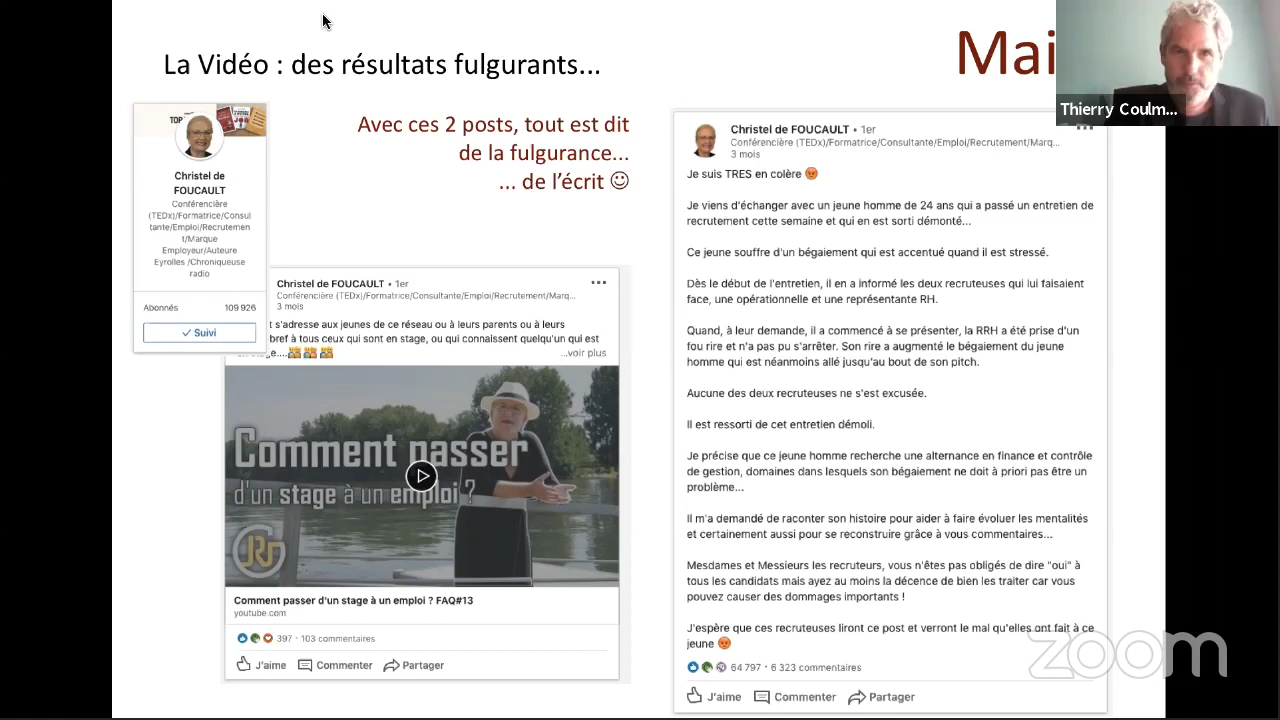 La Vidéo : des résultats fulgurants...
Mai
Thierry Coulm...
Avec ces 2 posts, tout est dit
de la fulgurance...
... de l'écrit ☺
TOP
Christel de
FOUCAULT
Conférencière
(TEDx)/Formatrice/Consul
tante/Emploi/Recrutemen
t/Marque
Employeur/Auteure
Eyrolles /Chroniqueuse
radio
Abonnés 109 926
✓ Suivi
Christel de FOUCAULT • 1er
Conférencière (TEDx)/Formatrice/Consultante/Emploi/Recrutement/Marq...
3 mois
t s'adresse aux jeunes de ce réseau ou à leurs parents ou à leurs
bref à tous ceux qui sont en stage, ou qui connaissent quelqu'un qui est
...voir plus
Comment passer
d'un stage à un emploi ?
Comment passer d'un stage à un emploi ? FAQ#13
youtube.com
397 · 103 commentaires
J'aime Commenter Partager
Christel de FOUCAULT • 1er
Conférencière (TEDx)/Formatrice/Consultante/Emploi/Recrutement/Marq...
3 mois
Je suis TRES en colère 😡
Je viens d'échanger avec un jeune homme de 24 ans qui a passé un entretien de
recrutement cette semaine et qui en est sorti démonté...
Ce jeune souffre d'un bégaiement qui est accentué quand il est stressé.
Dès le début de l'entretien, il en a informé les deux recruteuses qui lui faisaient
face, une opérationnelle et une représentante RH.
Quand, à leur demande, il a commencé à se présenter, la RRH a été prise d'un
fou rire et n'a pas pu s'arrêter. Son rire a augmenté le bégaiement du jeune
homme qui est néanmoins allé jusqu'au bout de son pitch.
Aucune des deux recruteuses ne s'est excusée.
Il est ressorti de cet entretien démoli.
Je précise que ce jeune homme recherche une alternance en finance et contrôle
de gestion, domaines dans lesquels son bégaiement ne doit à priori pas être un
problème...
Il m'a demandé de raconter son histoire pour aider à faire évoluer les mentalités
et certainement aussi pour se reconstruire grâce à vous commentaires...
Mesdames et Messieurs les recruteurs, vous n'êtes pas obligés de dire "oui" à
tous les candidats mais ayez au moins la décence de bien les traiter car vous
pouvez causer des dommages importants !
J'espère que ces recruteuses liront ce post et verront le mal qu'elles ont fait à ce
jeune 😡
64 797 · 6 323 commentaires
J'aime Commenter Partager
zoom